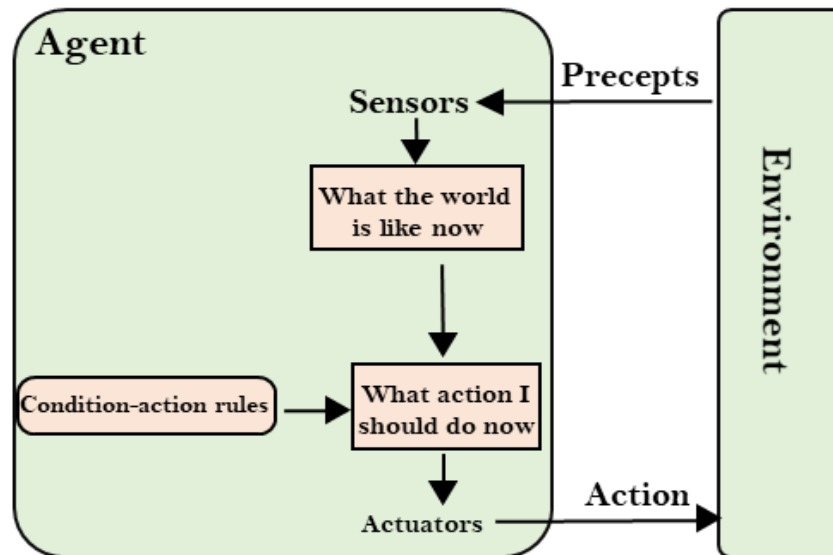 Agent
Precepts
Sensors
What the world
is like now
Environment
Condition-action rules
What action I
should do now
Action
Actuators